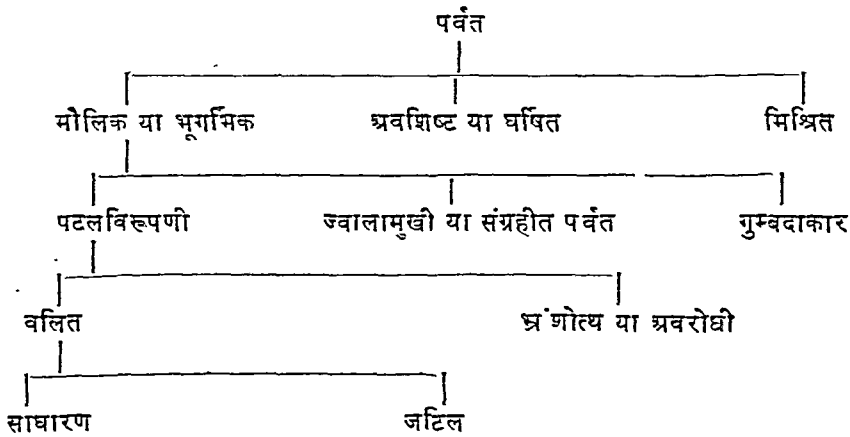 पर्वत
मौलिक या भूगर्भिक अवशिष्ट या घर्षित मिश्रित
पटलविरूपणी ज्वालामुखी या संग्रहीत पर्वत गुम्बदाकार
वलित भ्रंशोत्थ या अवरोधी
साधारण जटिल